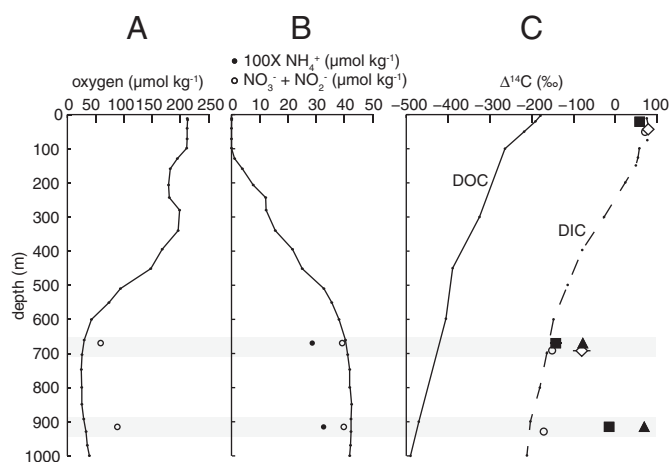 A B C
● 100X NH₄⁺ (µmol kg⁻¹)
○ NO₃⁻ + NO₂⁻ (µmol kg⁻¹)
oxygen (µmol kg⁻¹)
Δ¹⁴C (‰)
0 50 100 150 200 250
0 10 20 30 40 50
−500 −400 −300 −200 −100 0 100
0
100
200
300
400
500
600
700
800
900
1000
depth (m)
DOC
DIC